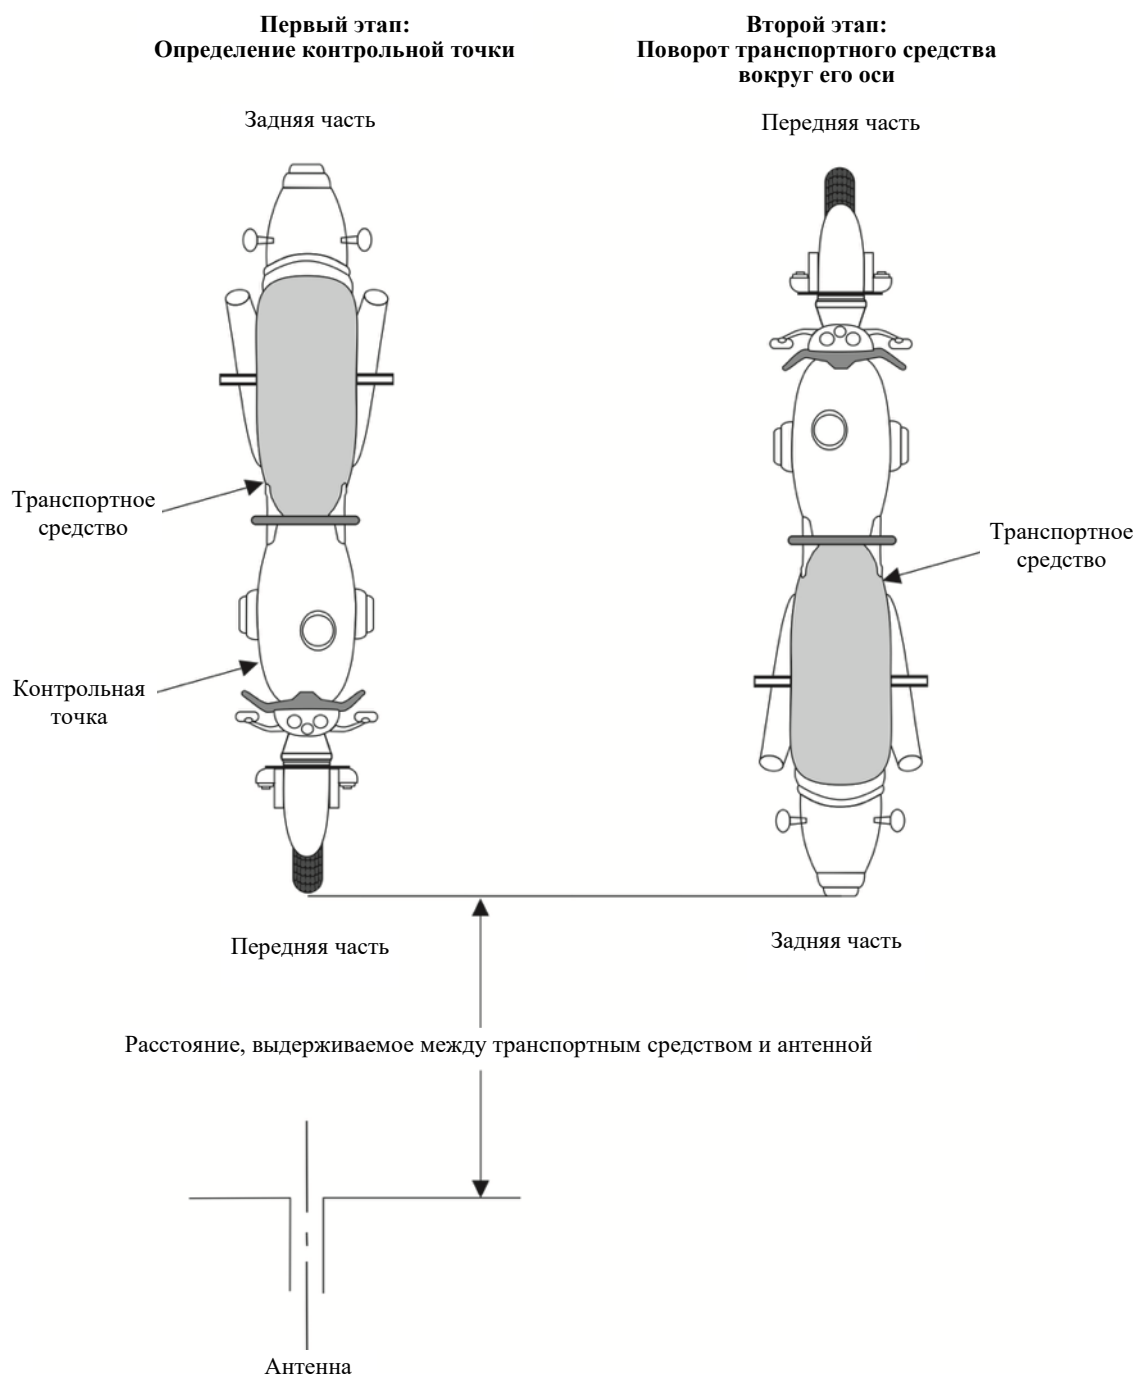 Первый этап:
Определение контрольной точки
Второй этап:
Поворот транспортного средства
вокруг его оси
Задняя часть
Передняя часть
Транспортное
средство
Транспортное
средство
Контрольная
точка
Передняя часть
Задняя часть
Расстояние, выдерживаемое между транспортным средством и антенной
Антенна